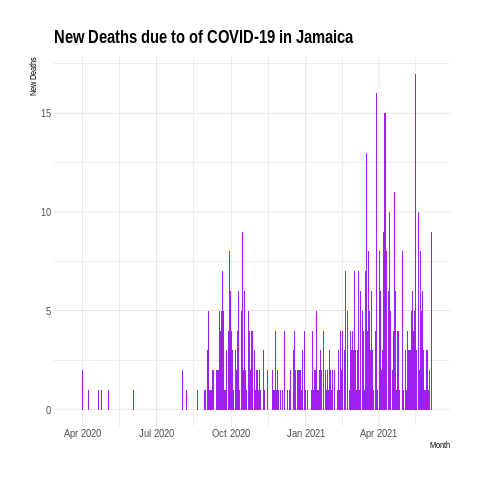 New Deaths due to of COVID-19 in Jamaica
New Deaths
15
10
5
0
Apr 2020 Jul 2020 Oct 2020 Jan 2021 Apr 2021
Month